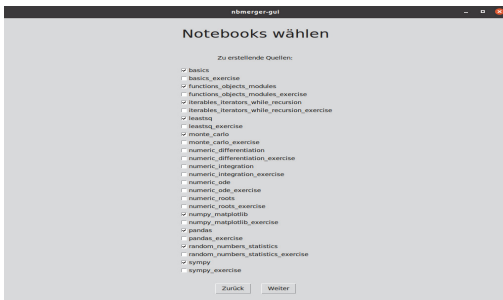 nbmerger-gui
Notebooks wählen
Zu erstellende Quellen:
basics
basics_exercise
functions_objects_modules
functions_objects_modules_exercise
iterables_iterators_while_recursion
iterables_iterators_while_recursion_exercise
leastsq
leastsq_exercise
monte_carlo
monte_carlo_exercise
numeric_differentiation
numeric_differentiation_exercise
numeric_integration
numeric_integration_exercise
numeric_ode
numeric_ode_exercise
numeric_roots
numeric_roots_exercise
numpy_matplotlib
numpy_matplotlib_exercise
pandas
pandas_exercise
random_numbers_statistics
random_numbers_statistics_exercise
sympy
sympy_exercise
Zurück Weiter